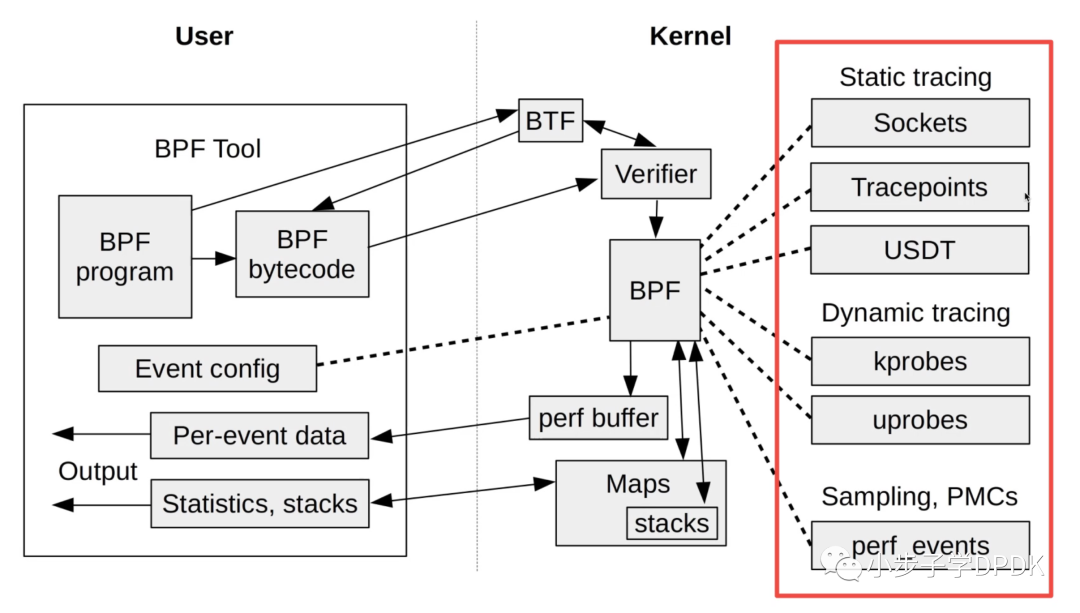 User
Kernel
BPF Tool
BPF
program
BPF
bytecode
Event config
Per-event data
Output
Statistics, stacks
BTF
Verifier
BPF
perf buffer
Maps
stacks
Static tracing
Sockets
Tracepoints
USDT
Dynamic tracing
kprobes
uprobes
Sampling, PMCs
perf_events
小步子学DPDK